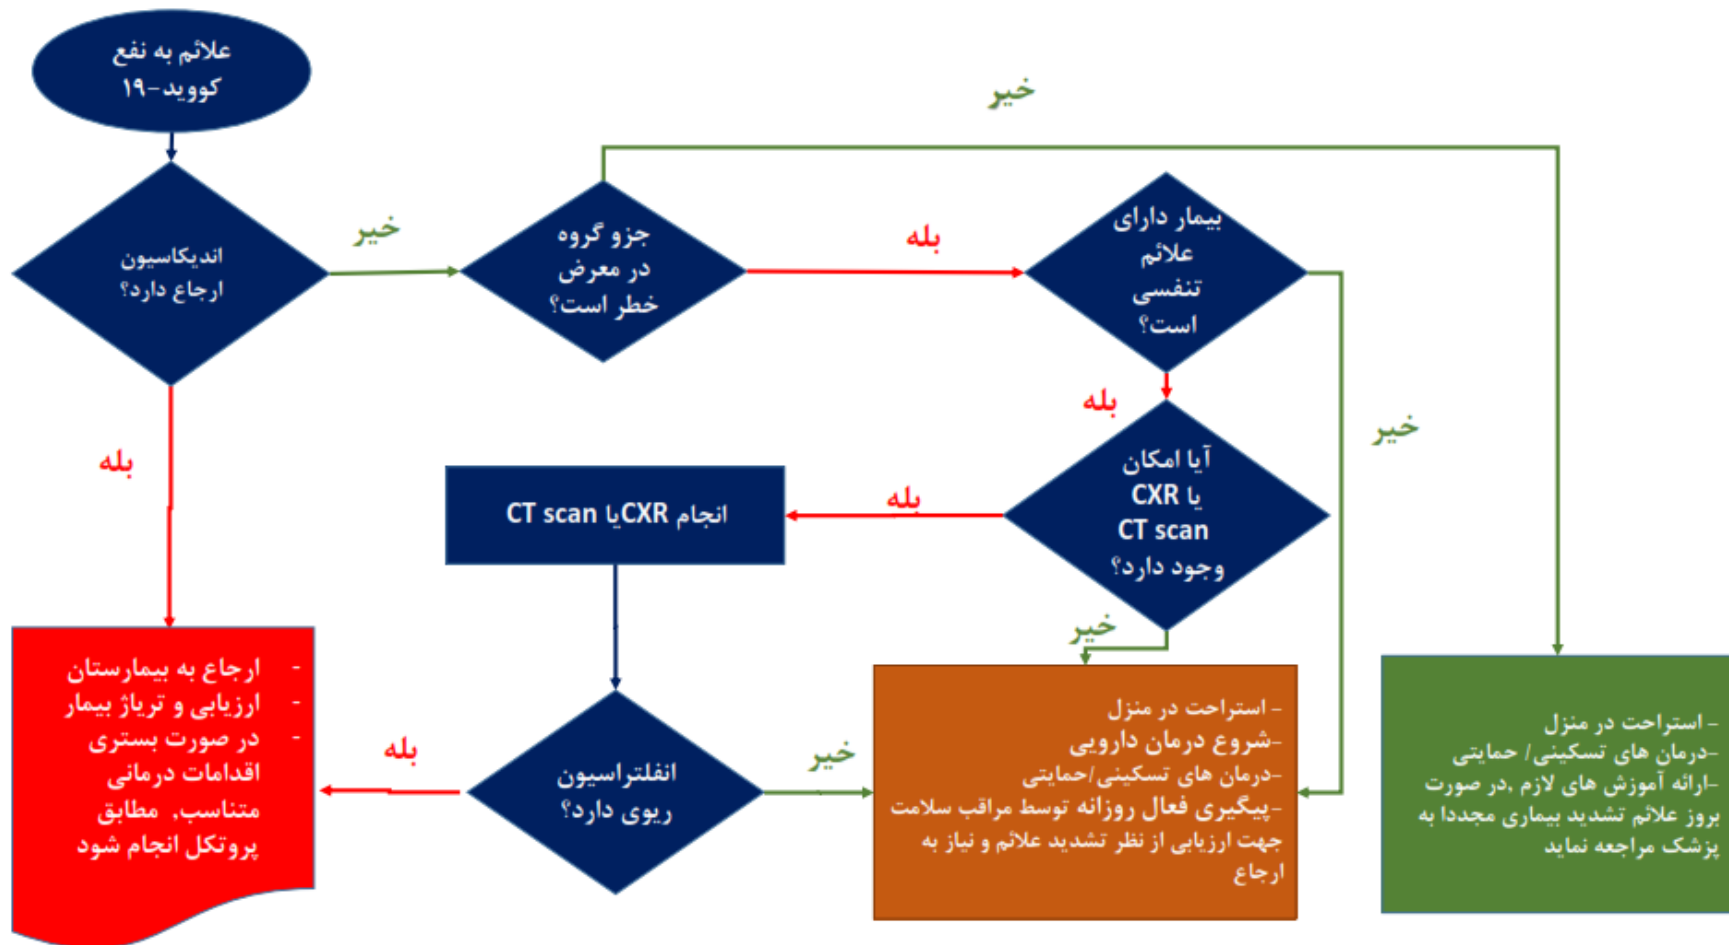 علائم به نفع
کووید-۱۹
خیر
اندیکاسیون
ارجاع دارد؟
خیر
جزو گروه
در معرض
خطر است؟
بله
بیمار دارای
علائم
تنفسی
است؟
بله
بله
خیر
آیا امکان
CXR یا
CT scan
وجود دارد؟
بله
انجام CXRیا CT scan
خیر
- ارجاع به بیمارستان
- ارزیابی و تریاژ بیمار
- در صورت بستری
اقدامات درمانی
متناسب, مطابق
پروتکل انجام شود
بله
انفلتراسیون
ریوی دارد؟
خیر
- استراحت در منزل
-شروع درمان دارویی
-درمان های تسکینی/حمایتی
-پیگیری فعال روزانه توسط مراقب سلامت
جهت ارزیابی از نظر تشدید علائم و نیاز به
ارجاع
- استراحت در منزل
-درمان های تسکینی/ حمایتی
-ارائه آموزش های لازم ,در صورت
بروز علائم تشدید بیماری مجددا به
پزشک مراجعه نماید